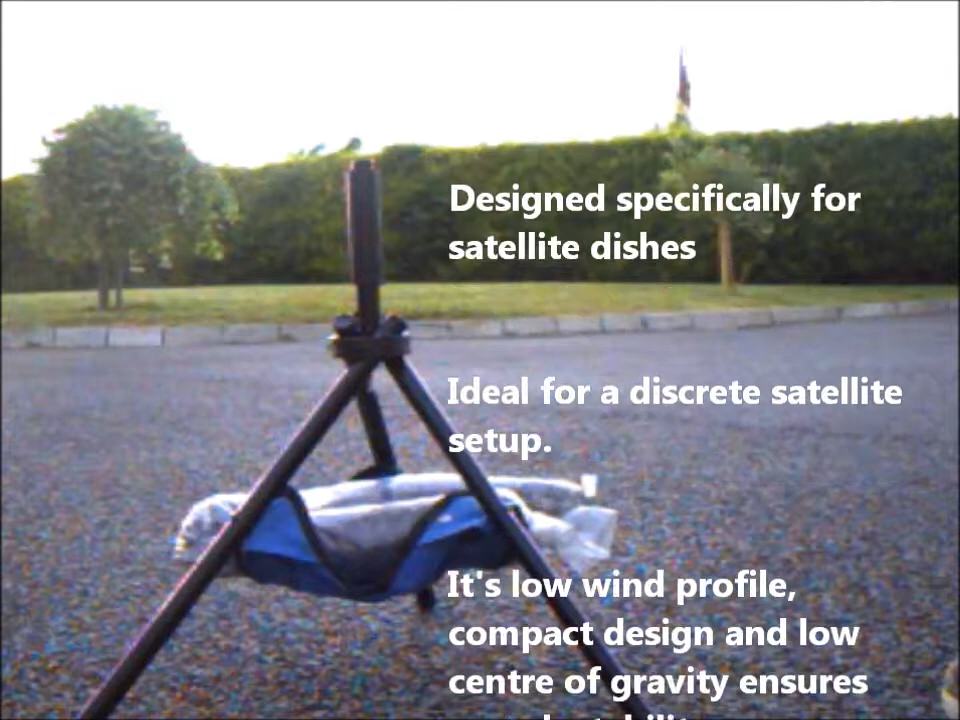 Designed specifically for
satellite dishes
Ideal for a discrete satellite
setup.
It's low wind profile,
compact design and low
centre of gravity ensures